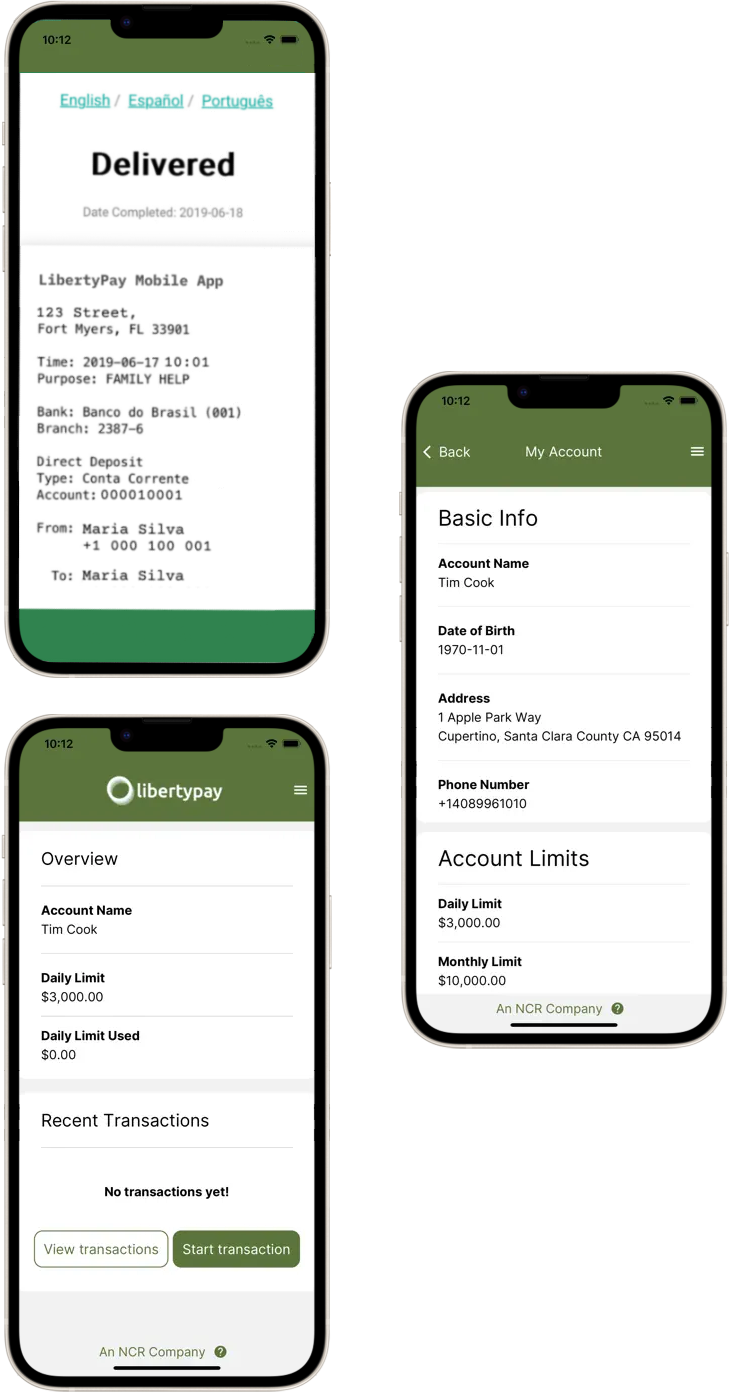 10:12
English / Español / Português
Delivered
Date Completed: 2019-06-18
LibertyPay Mobile App
123 Street,
Fort Myers, FL 33901
Time: 2019-06-17 10:01
Purpose: FAMILY HELP
Bank: Banco do Brasil (001)
Branch: 2387-6
Direct Deposit
Type: Conta Corrente
Account: 000010001
From: Maria Silva
+1 000 100 001
To: Maria Silva
10:12
Back My Account
Basic Info
Account Name
Tim Cook
Date of Birth
1970-11-01
Address
1 Apple Park Way
Cupertino, Santa Clara County CA 95014
Phone Number
+14089961010
Account Limits
Daily Limit
$3,000.00
Monthly Limit
$10,000.00
An NCR Company ?
10:12
libertypay
Overview
Account Name
Tim Cook
Daily Limit
$3,000.00
Daily Limit Used
$0.00
Recent Transactions
No transactions yet!
View transactions Start transaction
An NCR Company ?